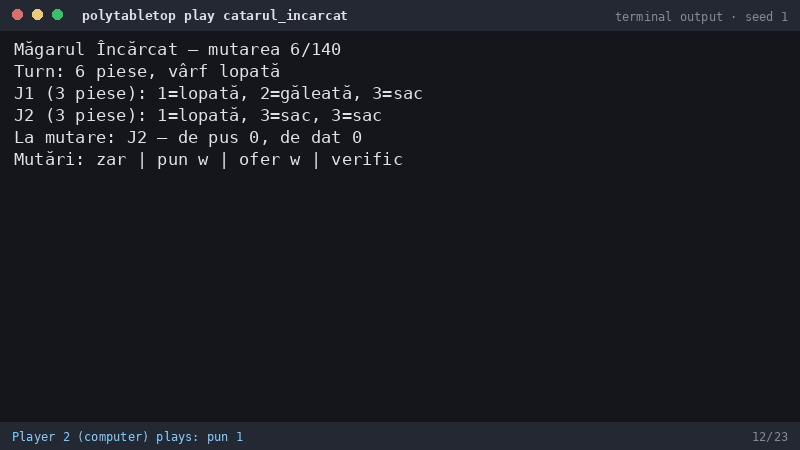 polytabletop play catarul_incarcat
terminal output · seed 1
Măgarul Încărcat — mutarea 6/140
Turn: 6 piese, vârf lopată
J1 (3 piese): 1=lopată, 2=găleată, 3=sac
J2 (3 piese): 1=lopată, 3=sac, 3=sac
La mutare: J2 — de pus 0, de dat 0
Mutări: zar | pun w | ofer w | verific
Player 2 (computer) plays: pun 1
12/23